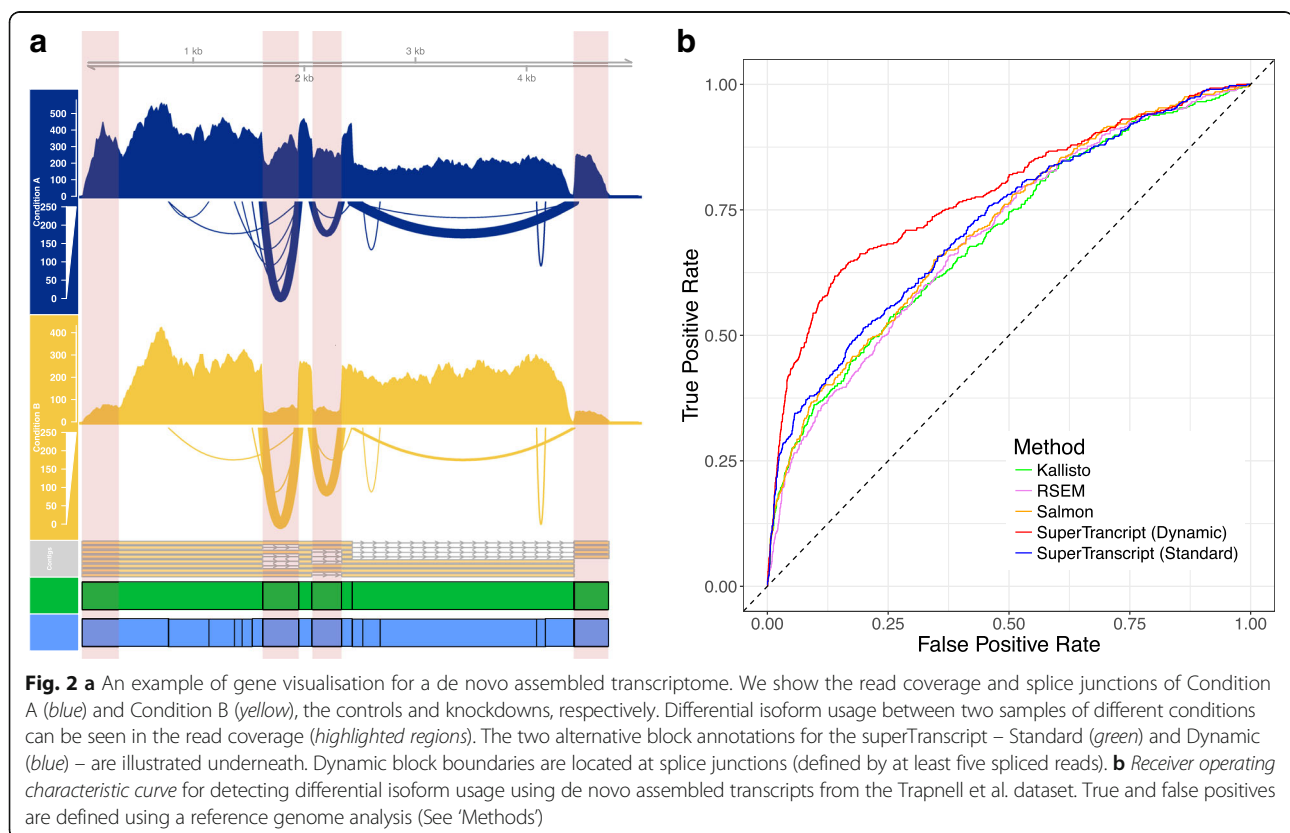 a
1 kb
3 kb
2 kb
4 kb
Condition A
500
400
300
200
100
0
250
200
150
100
50
0
Condition B
400
300
200
100
0
250
200
150
100
50
0
Contigs
b
True Positive Rate
1.00
0.75
0.50
0.25
0.00
0.00
0.25
0.50
0.75
1.00
False Positive Rate
Method
Kallisto
RSEM
Salmon
SuperTrancript (Dynamic)
SuperTranscript (Standard)
Fig. 2 a An example of gene visualisation for a de novo assembled transcriptome. We show the read coverage and splice junctions of Condition
A (blue) and Condition B (yellow), the controls and knockdowns, respectively. Differential isoform usage between two samples of different conditions
can be seen in the read coverage (highlighted regions). The two alternative block annotations for the superTranscript – Standard (green) and Dynamic
(blue) – are illustrated underneath. Dynamic block boundaries are located at splice junctions (defined by at least five spliced reads). b Receiver operating
characteristic curve for detecting differential isoform usage using de novo assembled transcripts from the Trapnell et al. dataset. True and false positives
are defined using a reference genome analysis (See ‘Methods’)